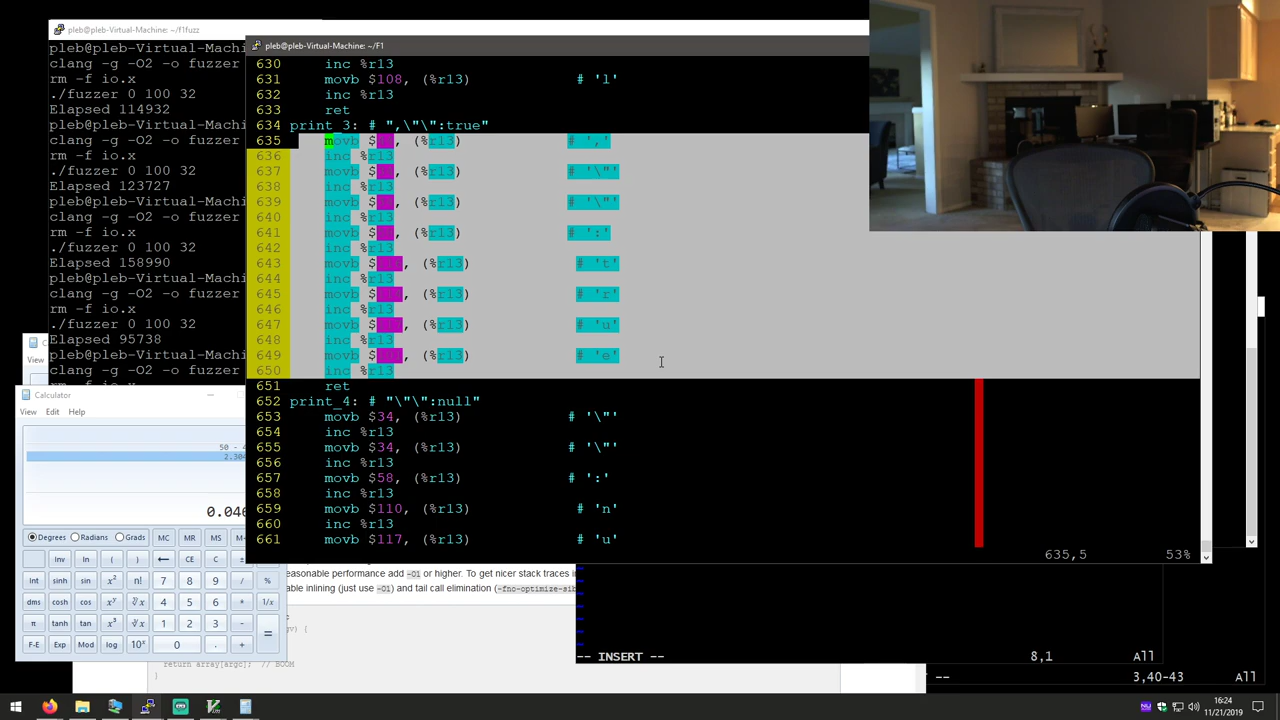 pleb@pleb-Virtual-Machine: ~/f1fuzz
pleb@pleb-Virtual-Machi
clang -g -O2 -o fuzzer
rm -f io.x
./fuzzer 0 100 32
Elapsed 114932
pleb@pleb-Virtual-Machi
clang -g -O2 -o fuzzer
rm -f io.x
./fuzzer 0 100 32
Elapsed 123727
pleb@pleb-Virtual-Machi
clang -g -O2 -o fuzzer
rm -f io.x
./fuzzer 0 100 32
Elapsed 158990
pleb@pleb-Virtual-Machi
clang -g -O2 -o fuzzer
rm -f io.x
./fuzzer 0 100 32
Elapsed 95738
pleb@pleb-Virtual-Machi
clang -g -O2 -o fuzzer
pleb@pleb-Virtual-Machine: ~/F1
630 inc %r13
631 movb $108, (%r13) # 'l'
632 inc %r13
633 ret
634 print_3: # ",\"\":true"
635 movb $ , (%r13) # ','
636 inc %r13
637 movb $ , (%r13) # '\"'
638 inc %r13
639 movb $ , (%r13) # '\"'
640 inc %r13
641 movb $ , (%r13) # ':'
642 inc %r13
643 movb $ , (%r13) # 't'
644 inc %r13
645 movb $ , (%r13) # 'r'
646 inc %r13
647 movb $ , (%r13) # 'u'
648 inc %r13
649 movb $ , (%r13) # 'e'
650 inc %r13
651 ret
652 print_4: # "\"\":null"
653 movb $34, (%r13) # '\"'
654 inc %r13
655 movb $34, (%r13) # '\"'
656 inc %r13
657 movb $58, (%r13) # ':'
658 inc %r13
659 movb $110, (%r13) # 'n'
660 inc %r13
661 movb $117, (%r13) # 'u'
635,5 53%
View
Calculator
View Edit Help
50 - 4
2.304
0.046
Degrees Radians Grads MC MR MS M+
Inv ln ( ) ← CE C ±
Int sinh sin x² n! 7 8 9 / %
dms cosh cos xʸ ʸ√x 4 5 6 * 1/x
π tanh tan x³ ³√x 1 2 3 - =
F-E Exp Mod log 10ˣ 0 . +
easonable performance add -O1 or higher. To get nicer stack traces i
able inlining (just use -O1) and tail call elimination (-fno-optimize-sib
return array[argc]; // BOOM
}
-- INSERT -- 8,1 All
-- 3,40-43 All
16:24
11/21/2019